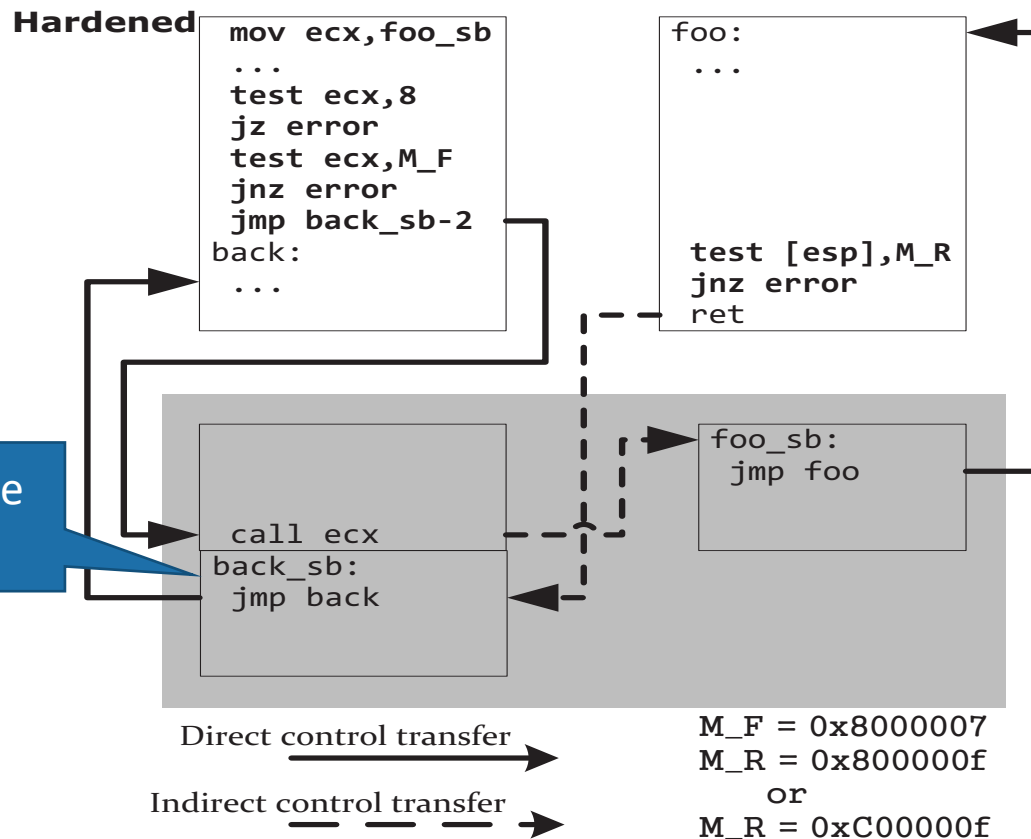 Hardened
mov ecx,foo_sb
...
test ecx,8
jz error
test ecx,M_F
jnz error
jmp back_sb-2
back:
...
foo:
...
test [esp],M_R
jnz error
ret
e
call ecx
back_sb:
jmp back
foo_sb:
jmp foo
Direct control transfer
Indirect control transfer
M_F = 0x8000007
M_R = 0x800000f
or
M_R = 0xC00000f